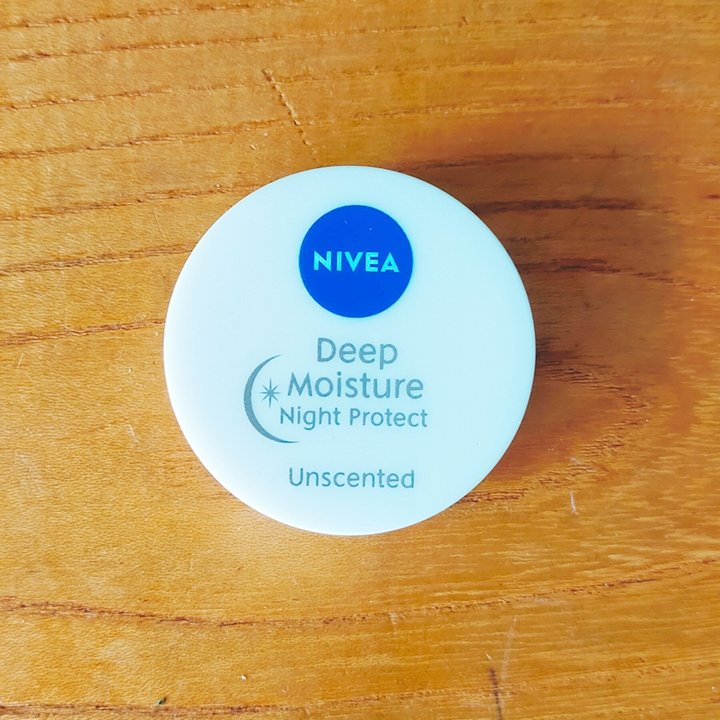 NIVEA
Deep
Moisture
Night Protect
Unscented